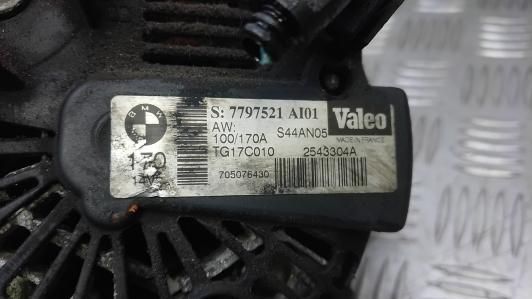 BMW
S: 7797521 AI01
AW:
100/170A S44AN05
Valeo
MADE IN FRANCE
TG17C010 2543304A
170
705076430